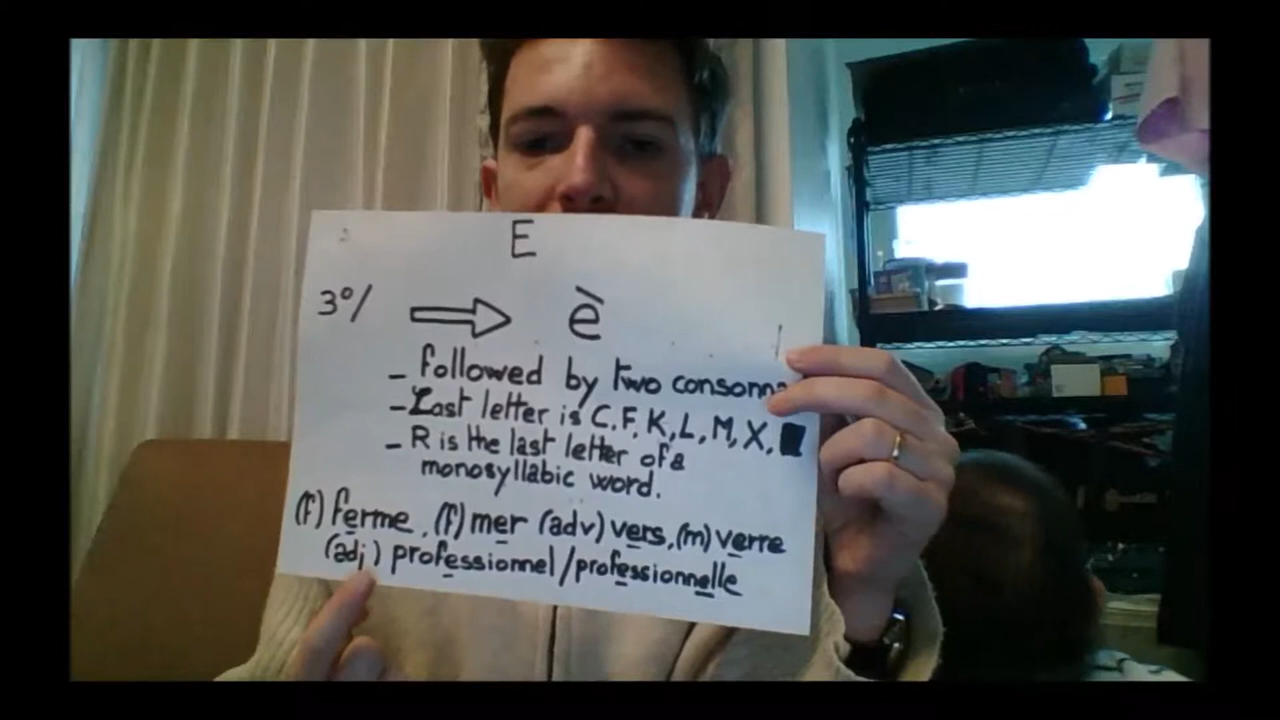 E
3% è
- followed by two consonn
- Last letter is C, F, K, L, M, X,
- R is the last letter of a
monosyllabic word.
(f) ferme, (f) mer (adv) vers, (m) verre
(adj) professionnel/professionnelle